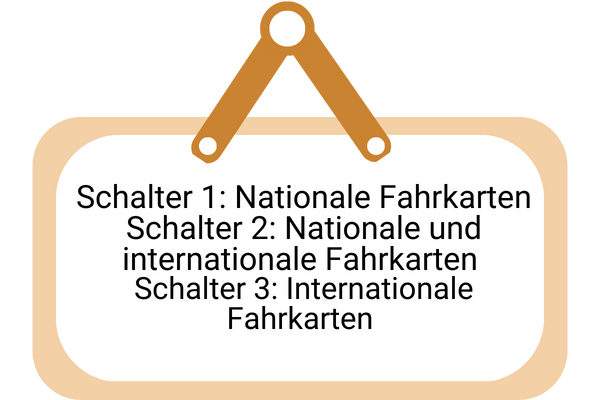 Schalter 1: Nationale Fahrkarten
Schalter 2: Nationale und
internationale Fahrkarten
Schalter 3: Internationale
Fahrkarten